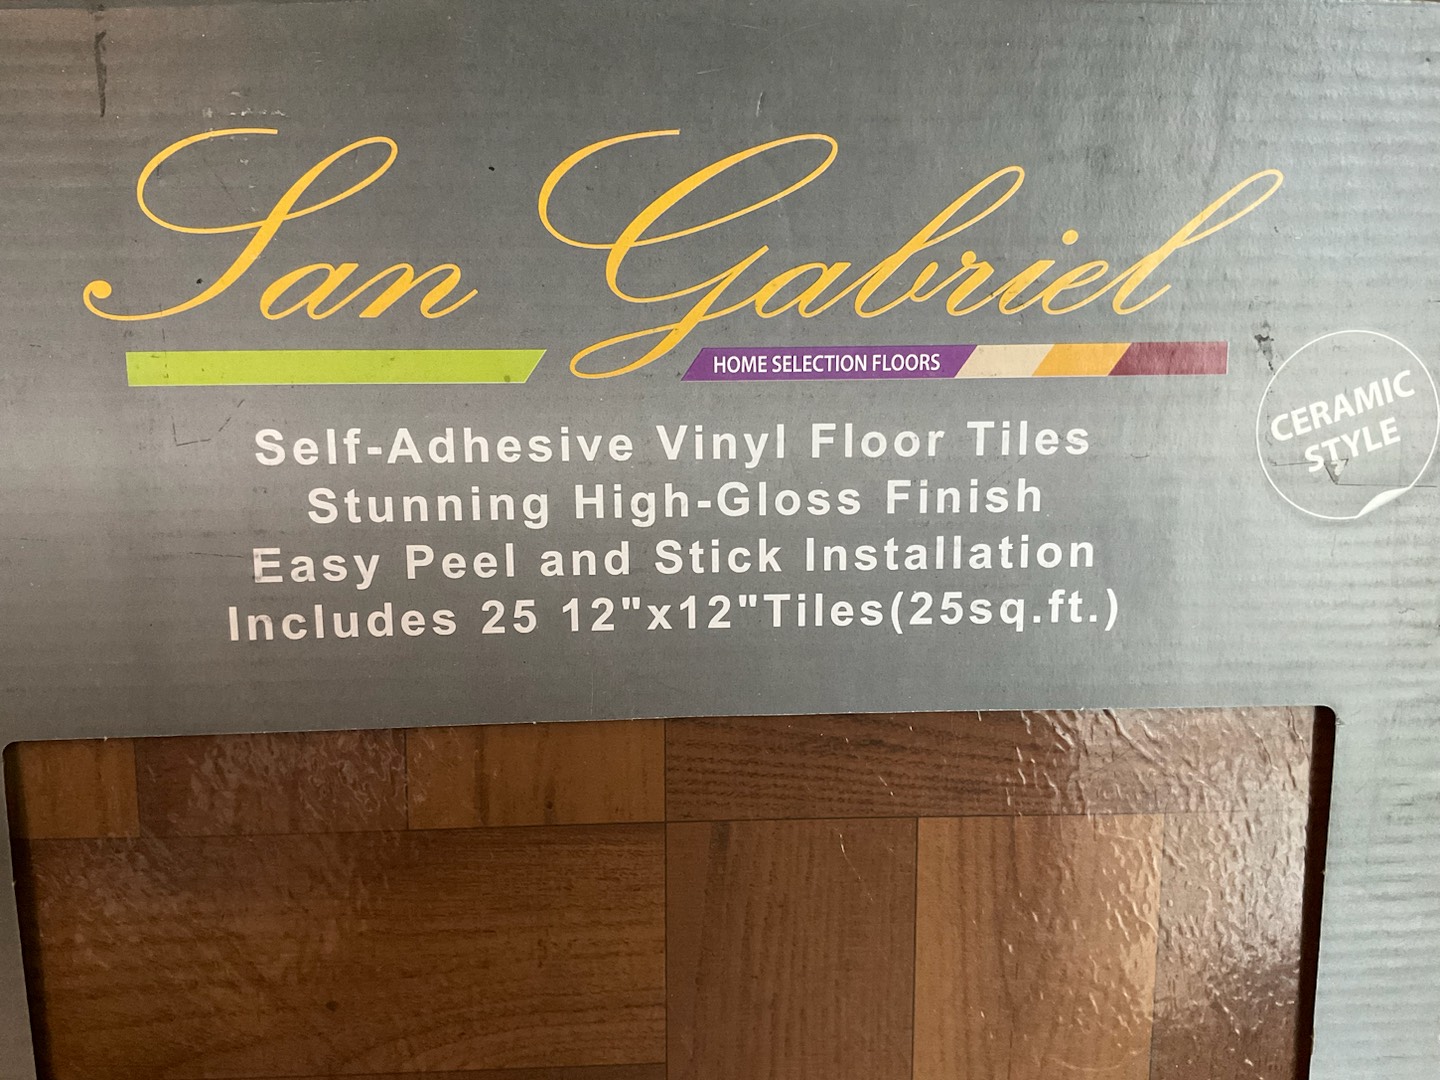 San Gabriel
HOME SELECTION FLOORS
CERAMIC
STYLE
Self-Adhesive Vinyl Floor Tiles
Stunning High-Gloss Finish
Easy Peel and Stick Installation
Includes 25 12"x12"Tiles(25sq.ft.)